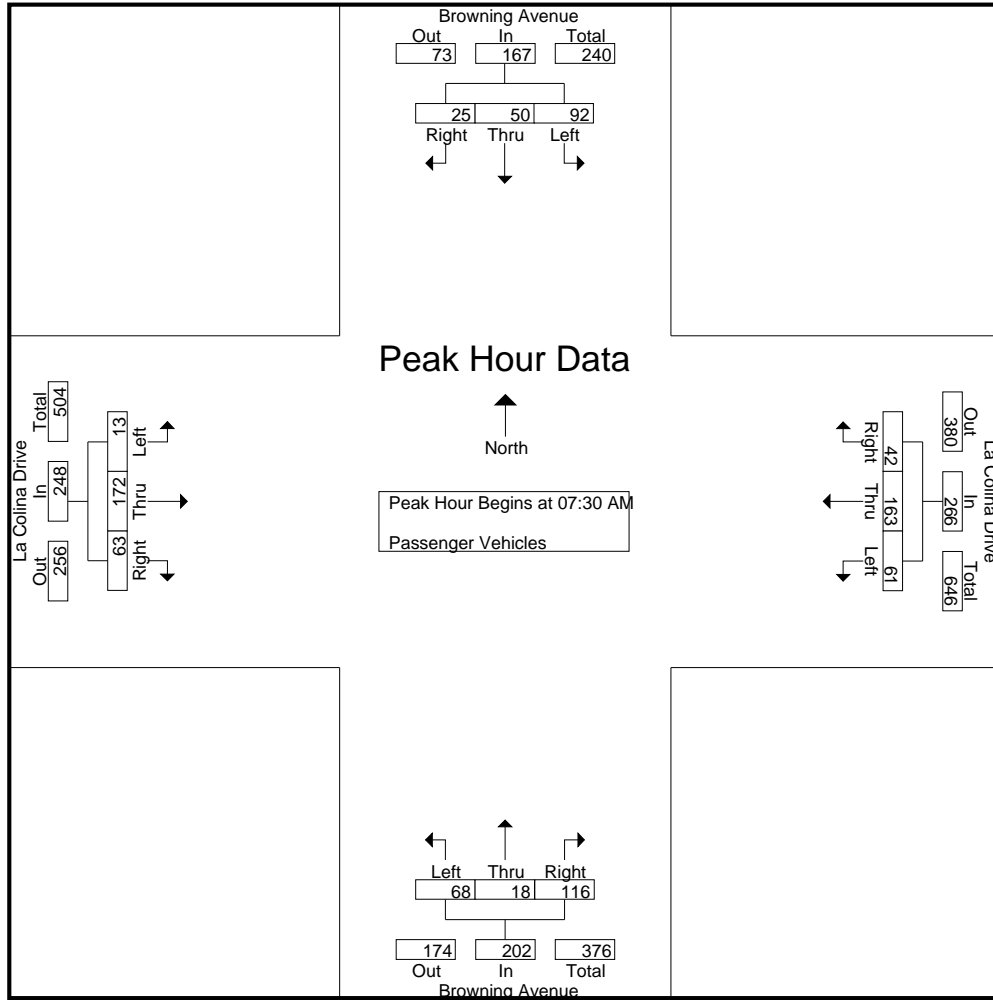 Browning Avenue
Out In Total
73 167 240
25 50 92
Right Thru Left
Peak Hour Data
North
Peak Hour Begins at 07:30 AM
Passenger Vehicles
La Colina Drive
Total In Out
504 248 256
13 172 63
Left Thru Right
La Colina Drive
Out In Total
380 266 646
42 163 61
Right Thru Left
Left Thru Right
68 18 116
174 202 376
Out In Total
Browning Avenue